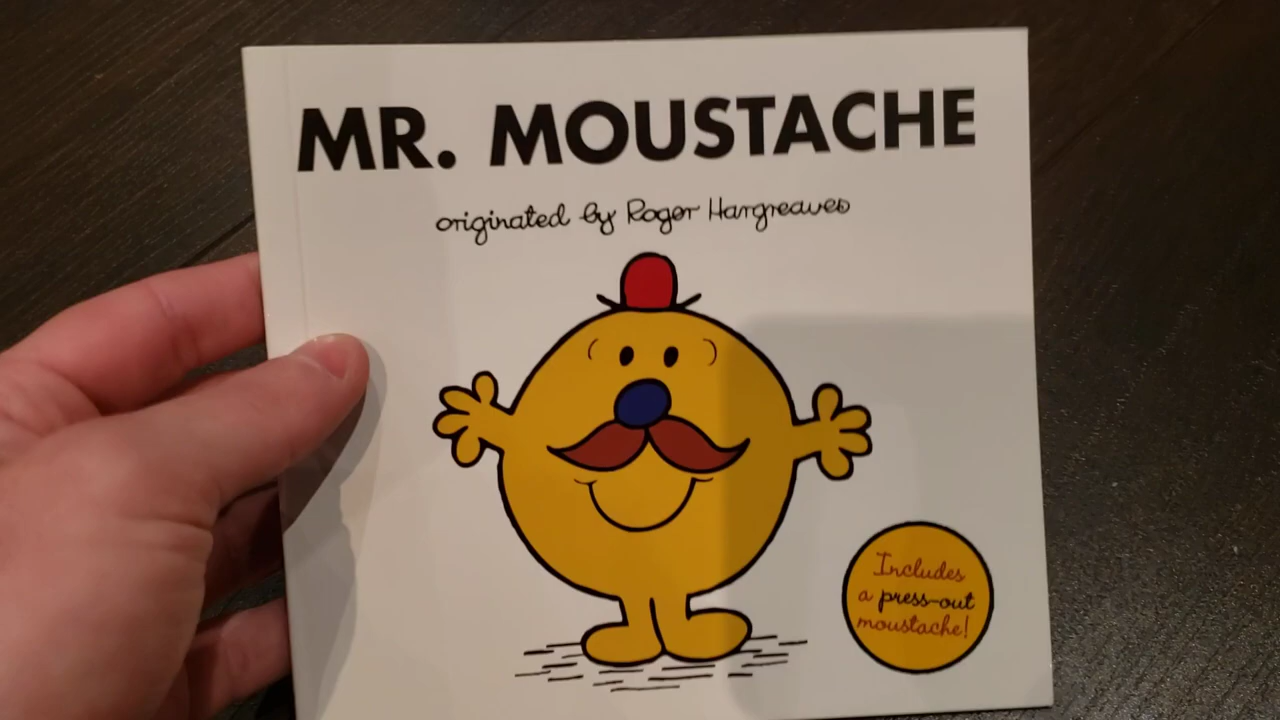 MR. MOUSTACHE
originated by Roger Hargreaves
Includes
a press-out
moustache!